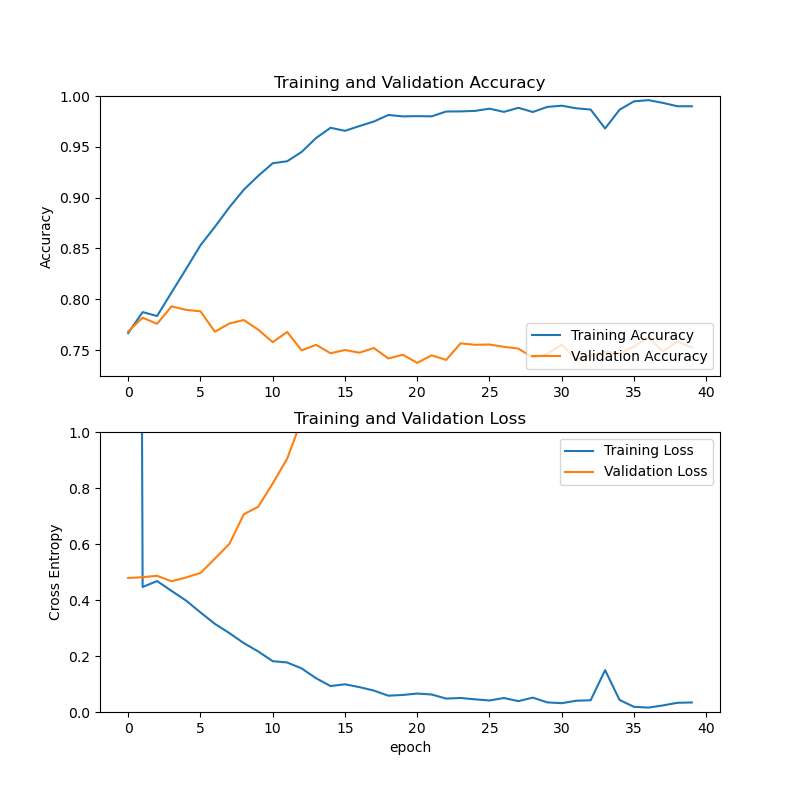 Training and Validation Accuracy
1.00
0.95
0.90
0.85
0.80
0.75
Accuracy
Training Accuracy
Validation Accuracy
0 5 10 15 20 25 30 35 40
Training and Validation Loss
1.0
0.8
0.6
0.4
0.2
0.0
Cross Entropy
Training Loss
Validation Loss
0 5 10 15 20 25 30 35 40
epoch